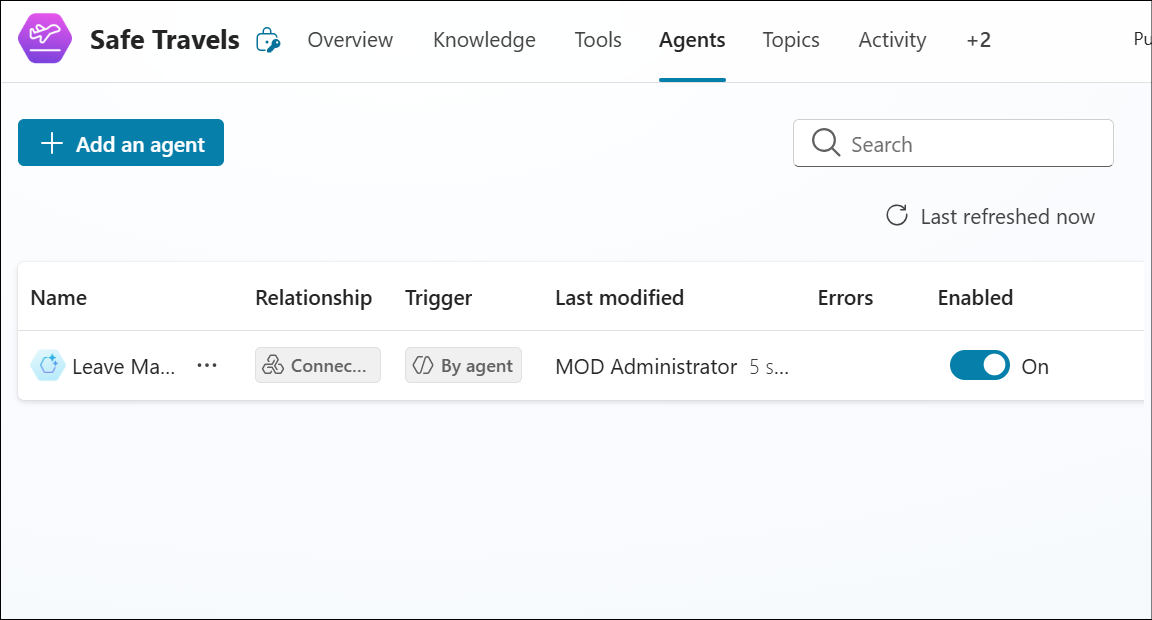 Safe Travels Overview Knowledge Tools Agents Topics Activity +2 Pu
Add an agent Search
Last refreshed now
Name Relationship Trigger Last modified Errors Enabled
Leave Ma... ... Connec... By agent MOD Administrator 5 s... On